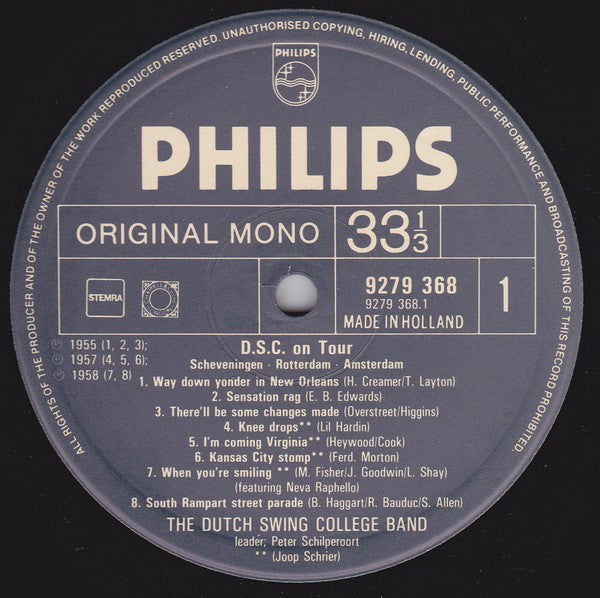 ALL RIGHTS OF THE PRODUCER AND OF THE OWNER OF THE WORK REPRODUCED RESERVED. UNAUTHORISED COPYING, HIRING, LENDING, PUBLIC PERFORMANCE AND BROADCASTING OF THIS RECORD PROHIBITED.
PHILIPS
PHILIPS
ORIGINAL MONO
33 1/3
STEMRA
9279 368
9279 368.1
MADE IN HOLLAND
1
℗ 1955 (1, 2, 3);
℗ 1957 (4, 5, 6);
℗ 1958 (7, 8)
D.S.C. on Tour
Scheveningen - Rotterdam - Amsterdam
1. Way down yonder in New Orleans (H. Creamer/T. Layton)
2. Sensation rag (E. B. Edwards)
3. There'll be some changes made (Overstreet/Higgins)
4. Knee drops** (Lil Hardin)
5. I'm coming Virginia** (Heywood/Cook)
6. Kansas City stomp** (Ferd. Morton)
7. When you're smiling ** (M. Fisher/J. Goodwin/L. Shay)
(featuring Neva Raphello)
8. South Rampart street parade (B. Haggart/R. Bauduc/S. Allen)
THE DUTCH SWING COLLEGE BAND
leader; Peter Schilperoort
** (Joop Schrier)